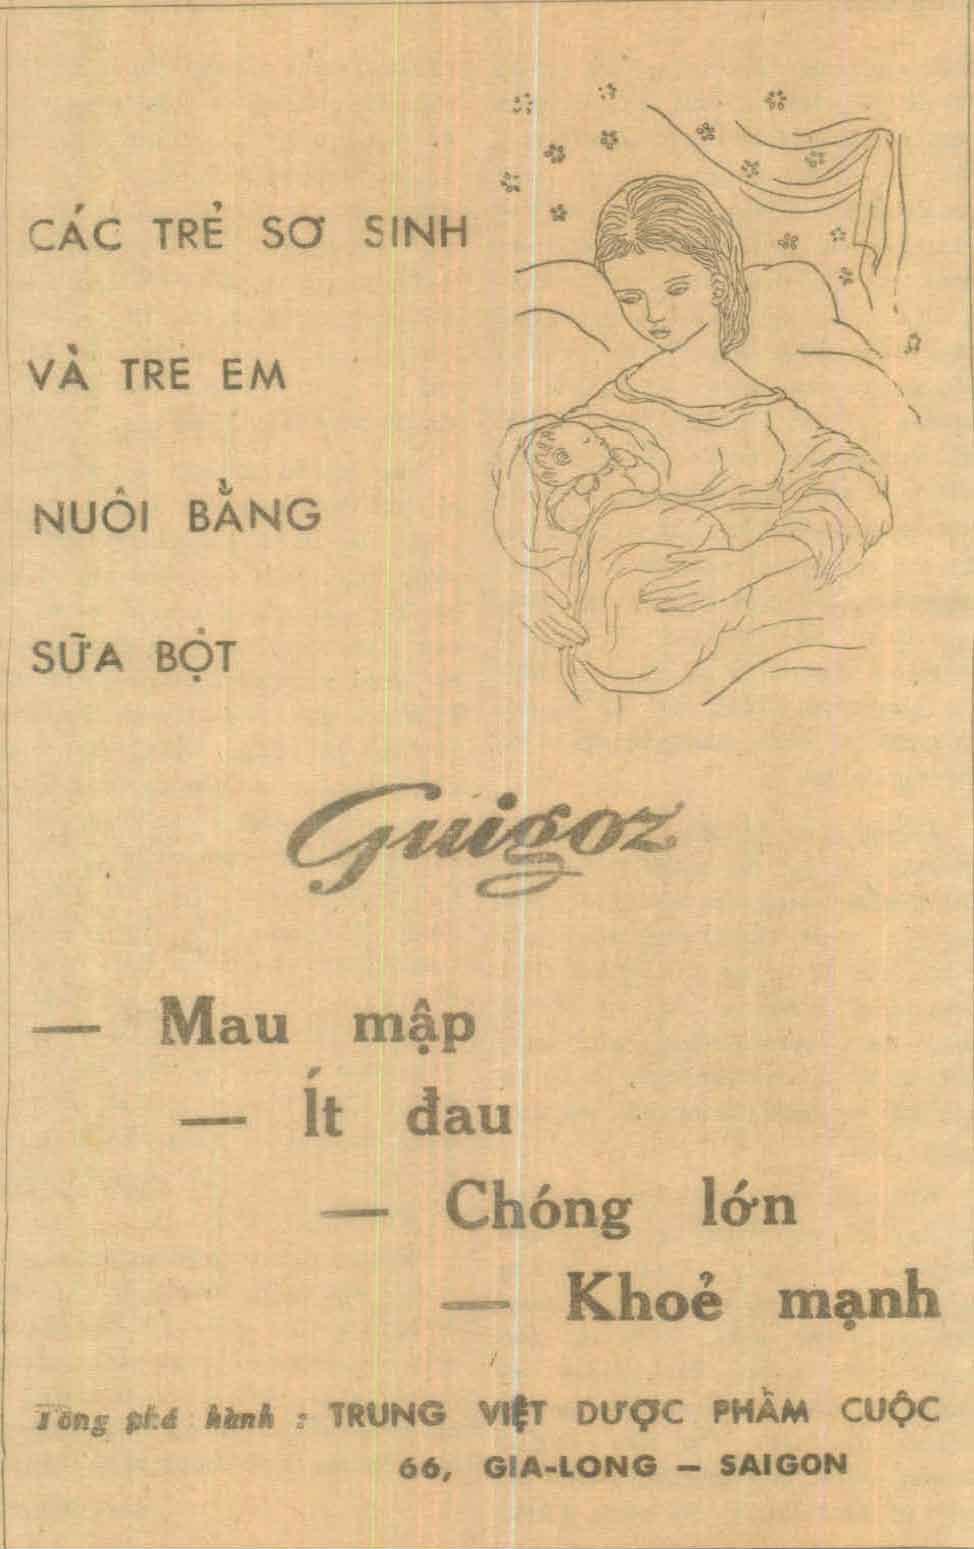 CÁC TRẺ SƠ SINH
VÀ TRẺ EM
NUÔI BẰNG
SỮA BỘT
Guigoz
— Mau mập
— Ít đau
— Chóng lớn
— Khoẻ mạnh
Tổng phá hành : TRUNG VIỆT DƯỢC PHẨM CUỘC
66, GIA-LONG — SAIGON